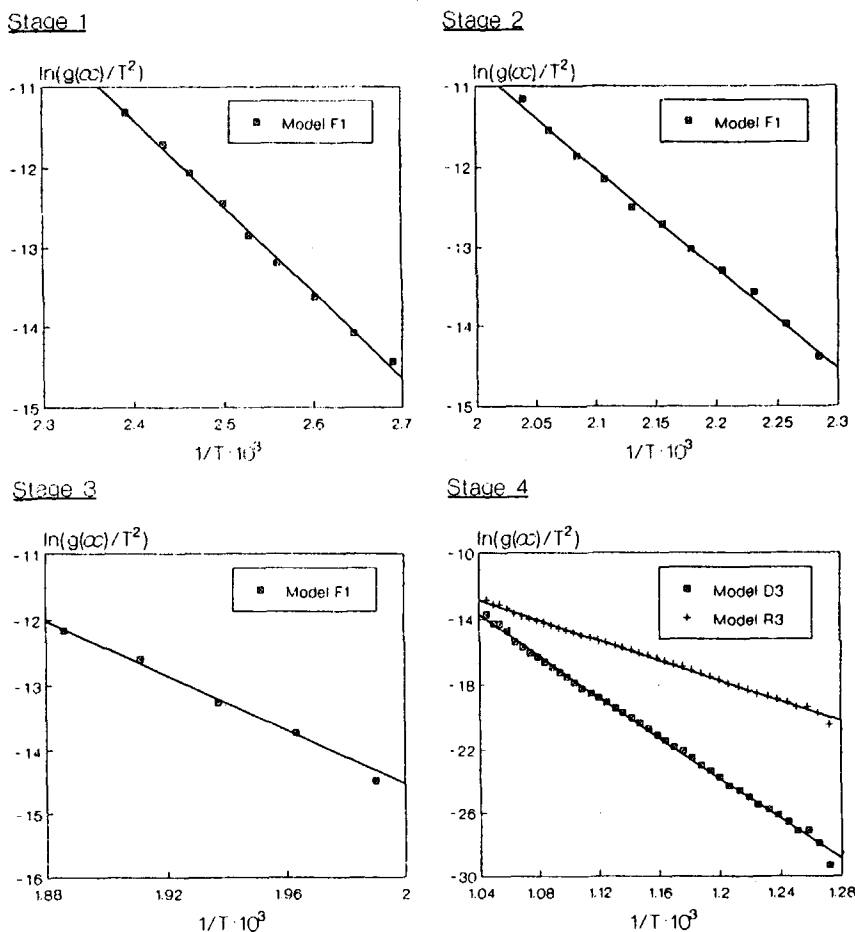 Stage 1
ln(g(∝)/T²)
-11
-12
-13
-14
-15
Model F1
2.3 2.4 2.5 2.6 2.7
1/T·10³
Stage 2
ln(g(∝)/T²)
-11
-12
-13
-14
-15
Model F1
2 2.05 2.1 2.15 2.2 2.25 2.3
1/T·10³
Stage 3
ln(g(∝)/T²)
-11
-12
-13
-14
-15
-16
Model F1
1.88 1.92 1.96 2
1/T·10³
Stage 4
ln(g(∝)/T²)
-10
-14
-18
-22
-26
-30
Model D3
Model R3
1.04 1.08 1.12 1.16 1.20 1.24 1.28
1/T·10³